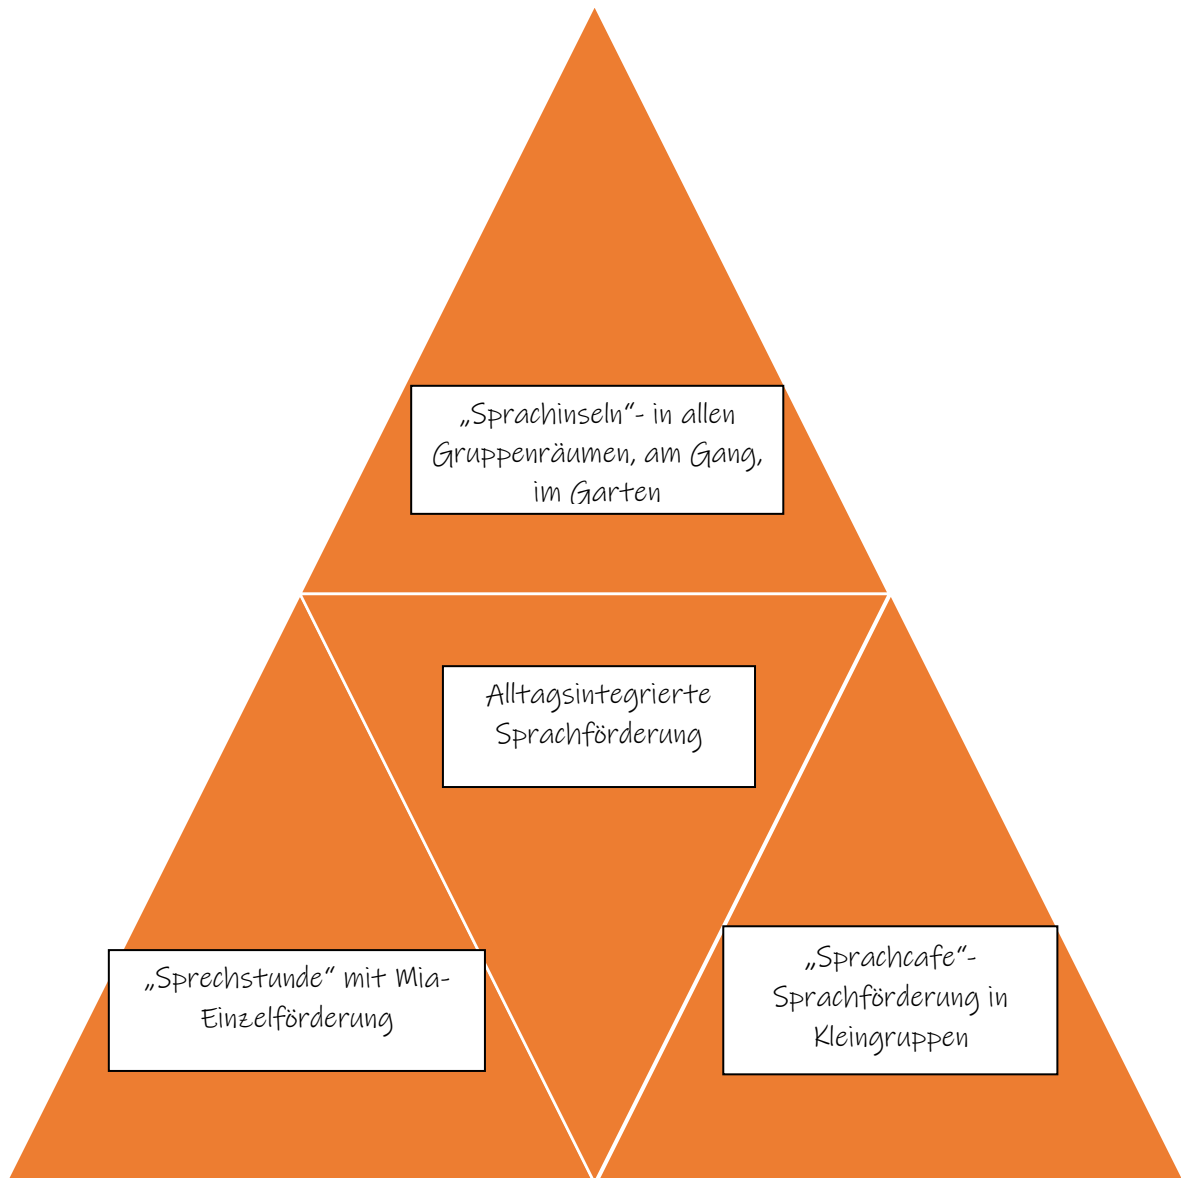 „Sprachinseln“- in allen
Gruppenräumen, am Gang,
im Garten
Alltagsintegrierte
Sprachförderung
„Sprechstunde“ mit Mia-
Einzelförderung
„Sprachcafe“-
Sprachförderung in
Kleingruppen